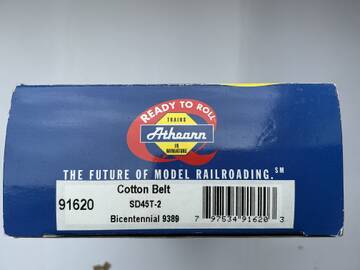 READY TO ROLL
TRAINS
Athearn
IN
MINIATURE
THE FUTURE OF MODEL RAILROADING.℠
Cotton Belt
91620
SD45T-2
Bicentennial 9389
7 97534 91620 3